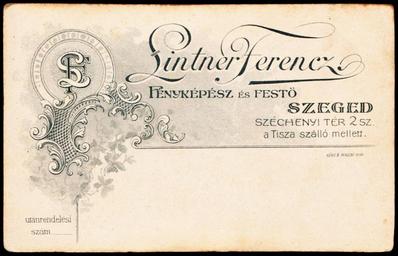 Lintner Ferencz
FÉNYKÉPÉSZ ÉS FESTŐ
SZEGED
SZÉCHENYI TÉR 2 SZ.
a Tisza szálló mellett.
utánrendelési
szám